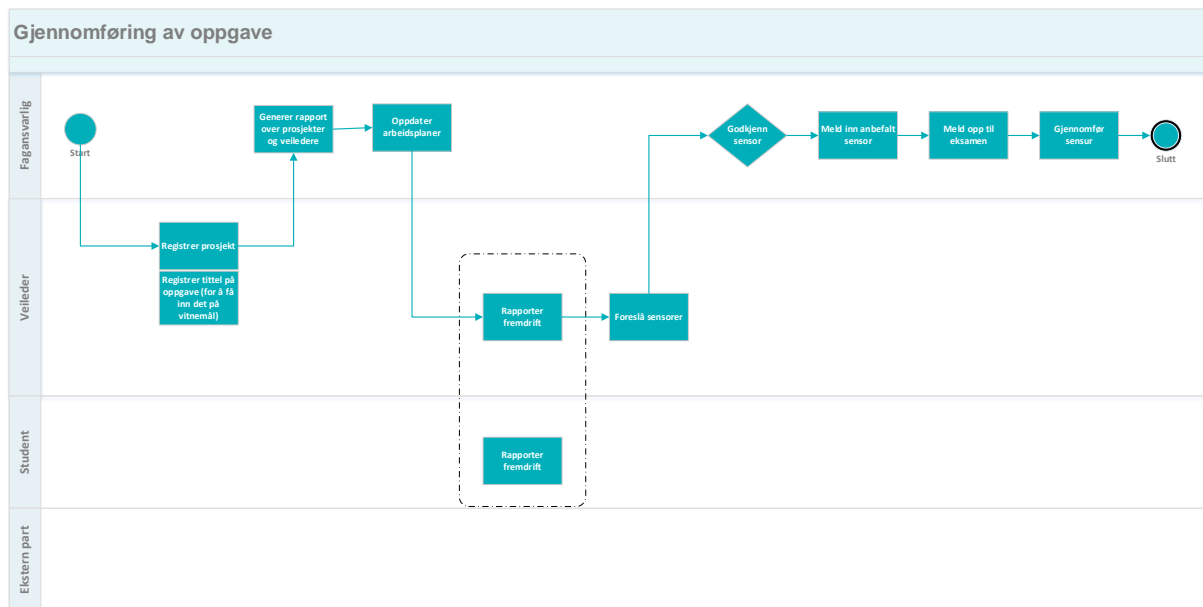 Gjennomføring av oppgave
Fagansvarlig
Start
Generer rapport
over prosjekter
og veiledere
Oppdater
arbeidsplaner
Godkjenn
sensor
Meld inn anbefalt
sensor
Meld opp til
eksamen
Gjennomfør
sensur
Slutt
Veileder
Registrer prosjekt
Registrer tittel på
oppgave (for å få
inn det på
vitnemål)
Rapporter
fremdrift
Foreslå sensorer
Student
Rapporter
fremdrift
Ekstern part